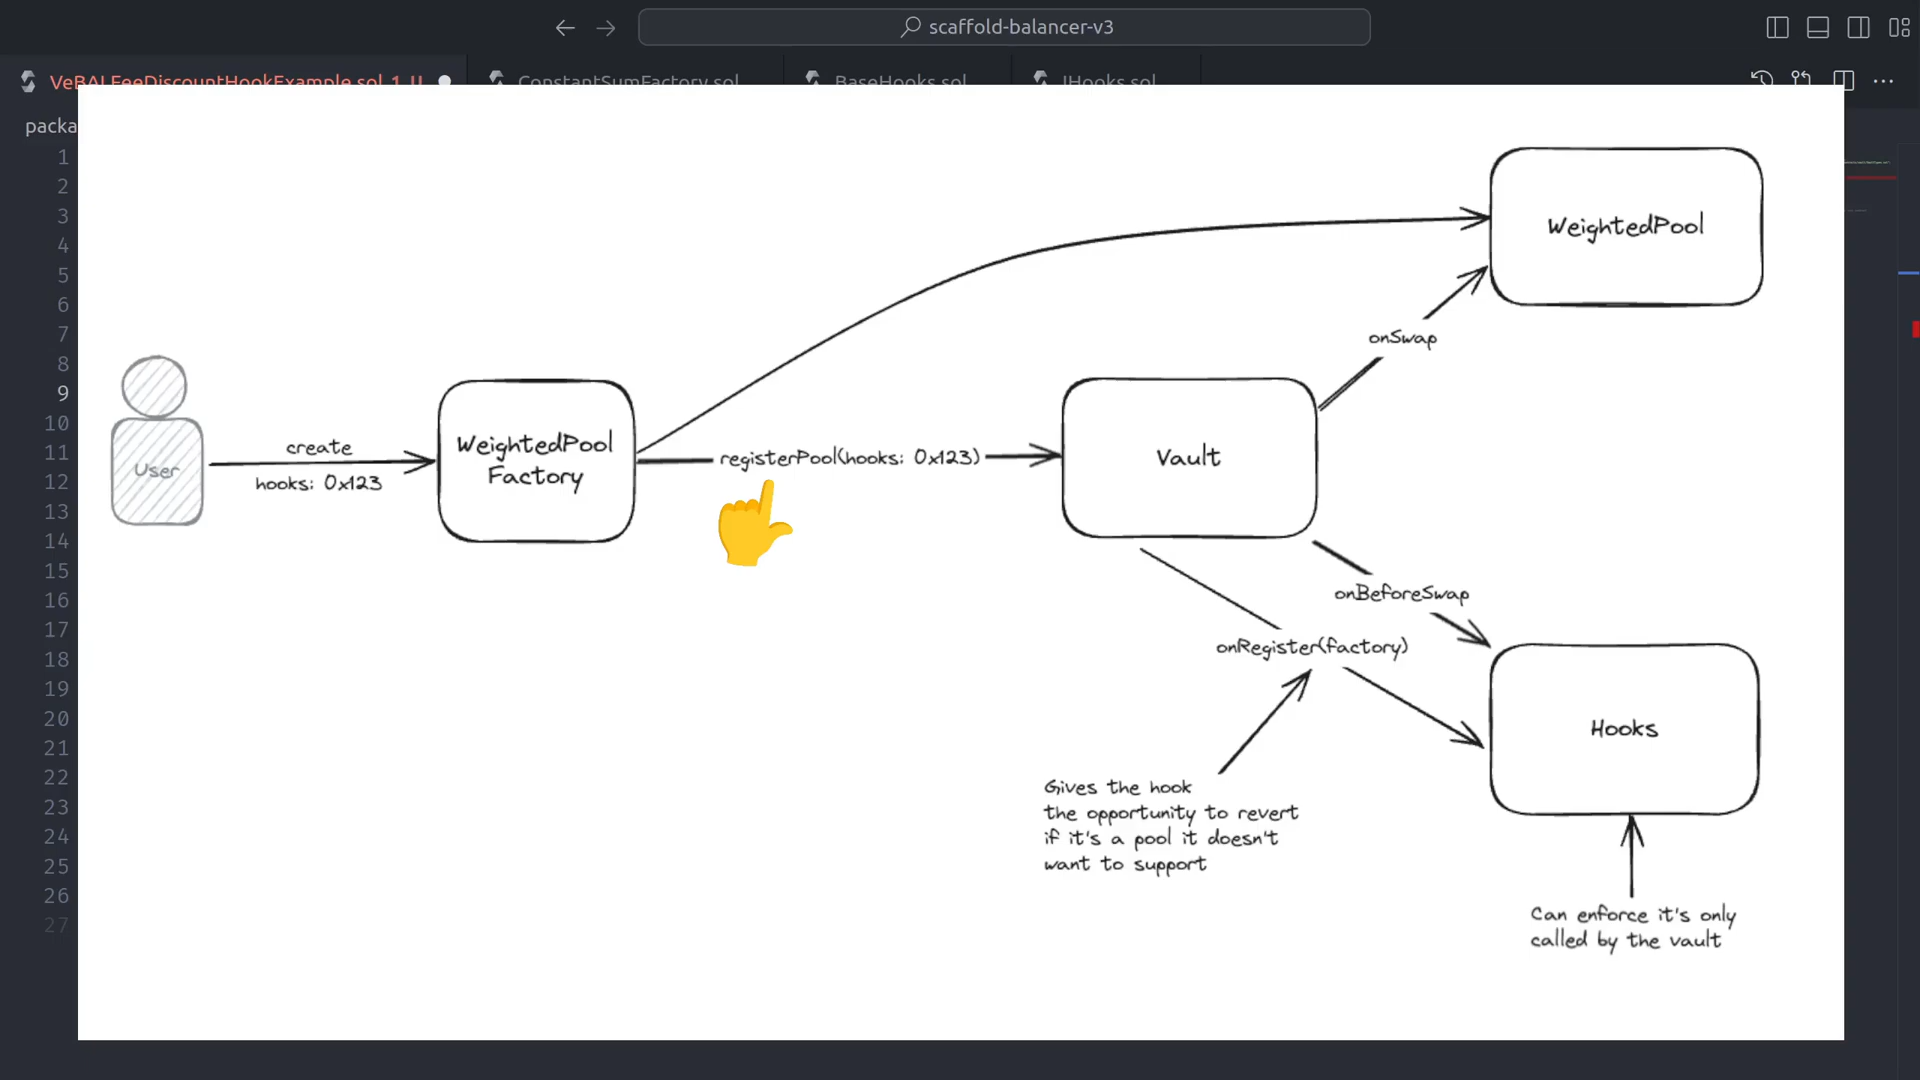 scaffold-balancer-v3
VeBALFeeDiscountHookExample.sol 1, U
ConstantSumFactory.sol
BaseHooks.sol
IHooks.sol
packa
1
2
3
4
5
6
7
8
9
10
11
12
13
14
15
16
17
18
19
20
21
22
23
24
25
26
27
WeightedPool
onSwap
User
create
hooks: 0x123
WeightedPool
Factory
registerPool(hooks: 0x123)
Vault
onBeforeSwap
onRegister(factory)
Hooks
Gives the hook
the opportunity to revert
if it's a pool it doesn't
want to support
Can enforce it's only
called by the vault